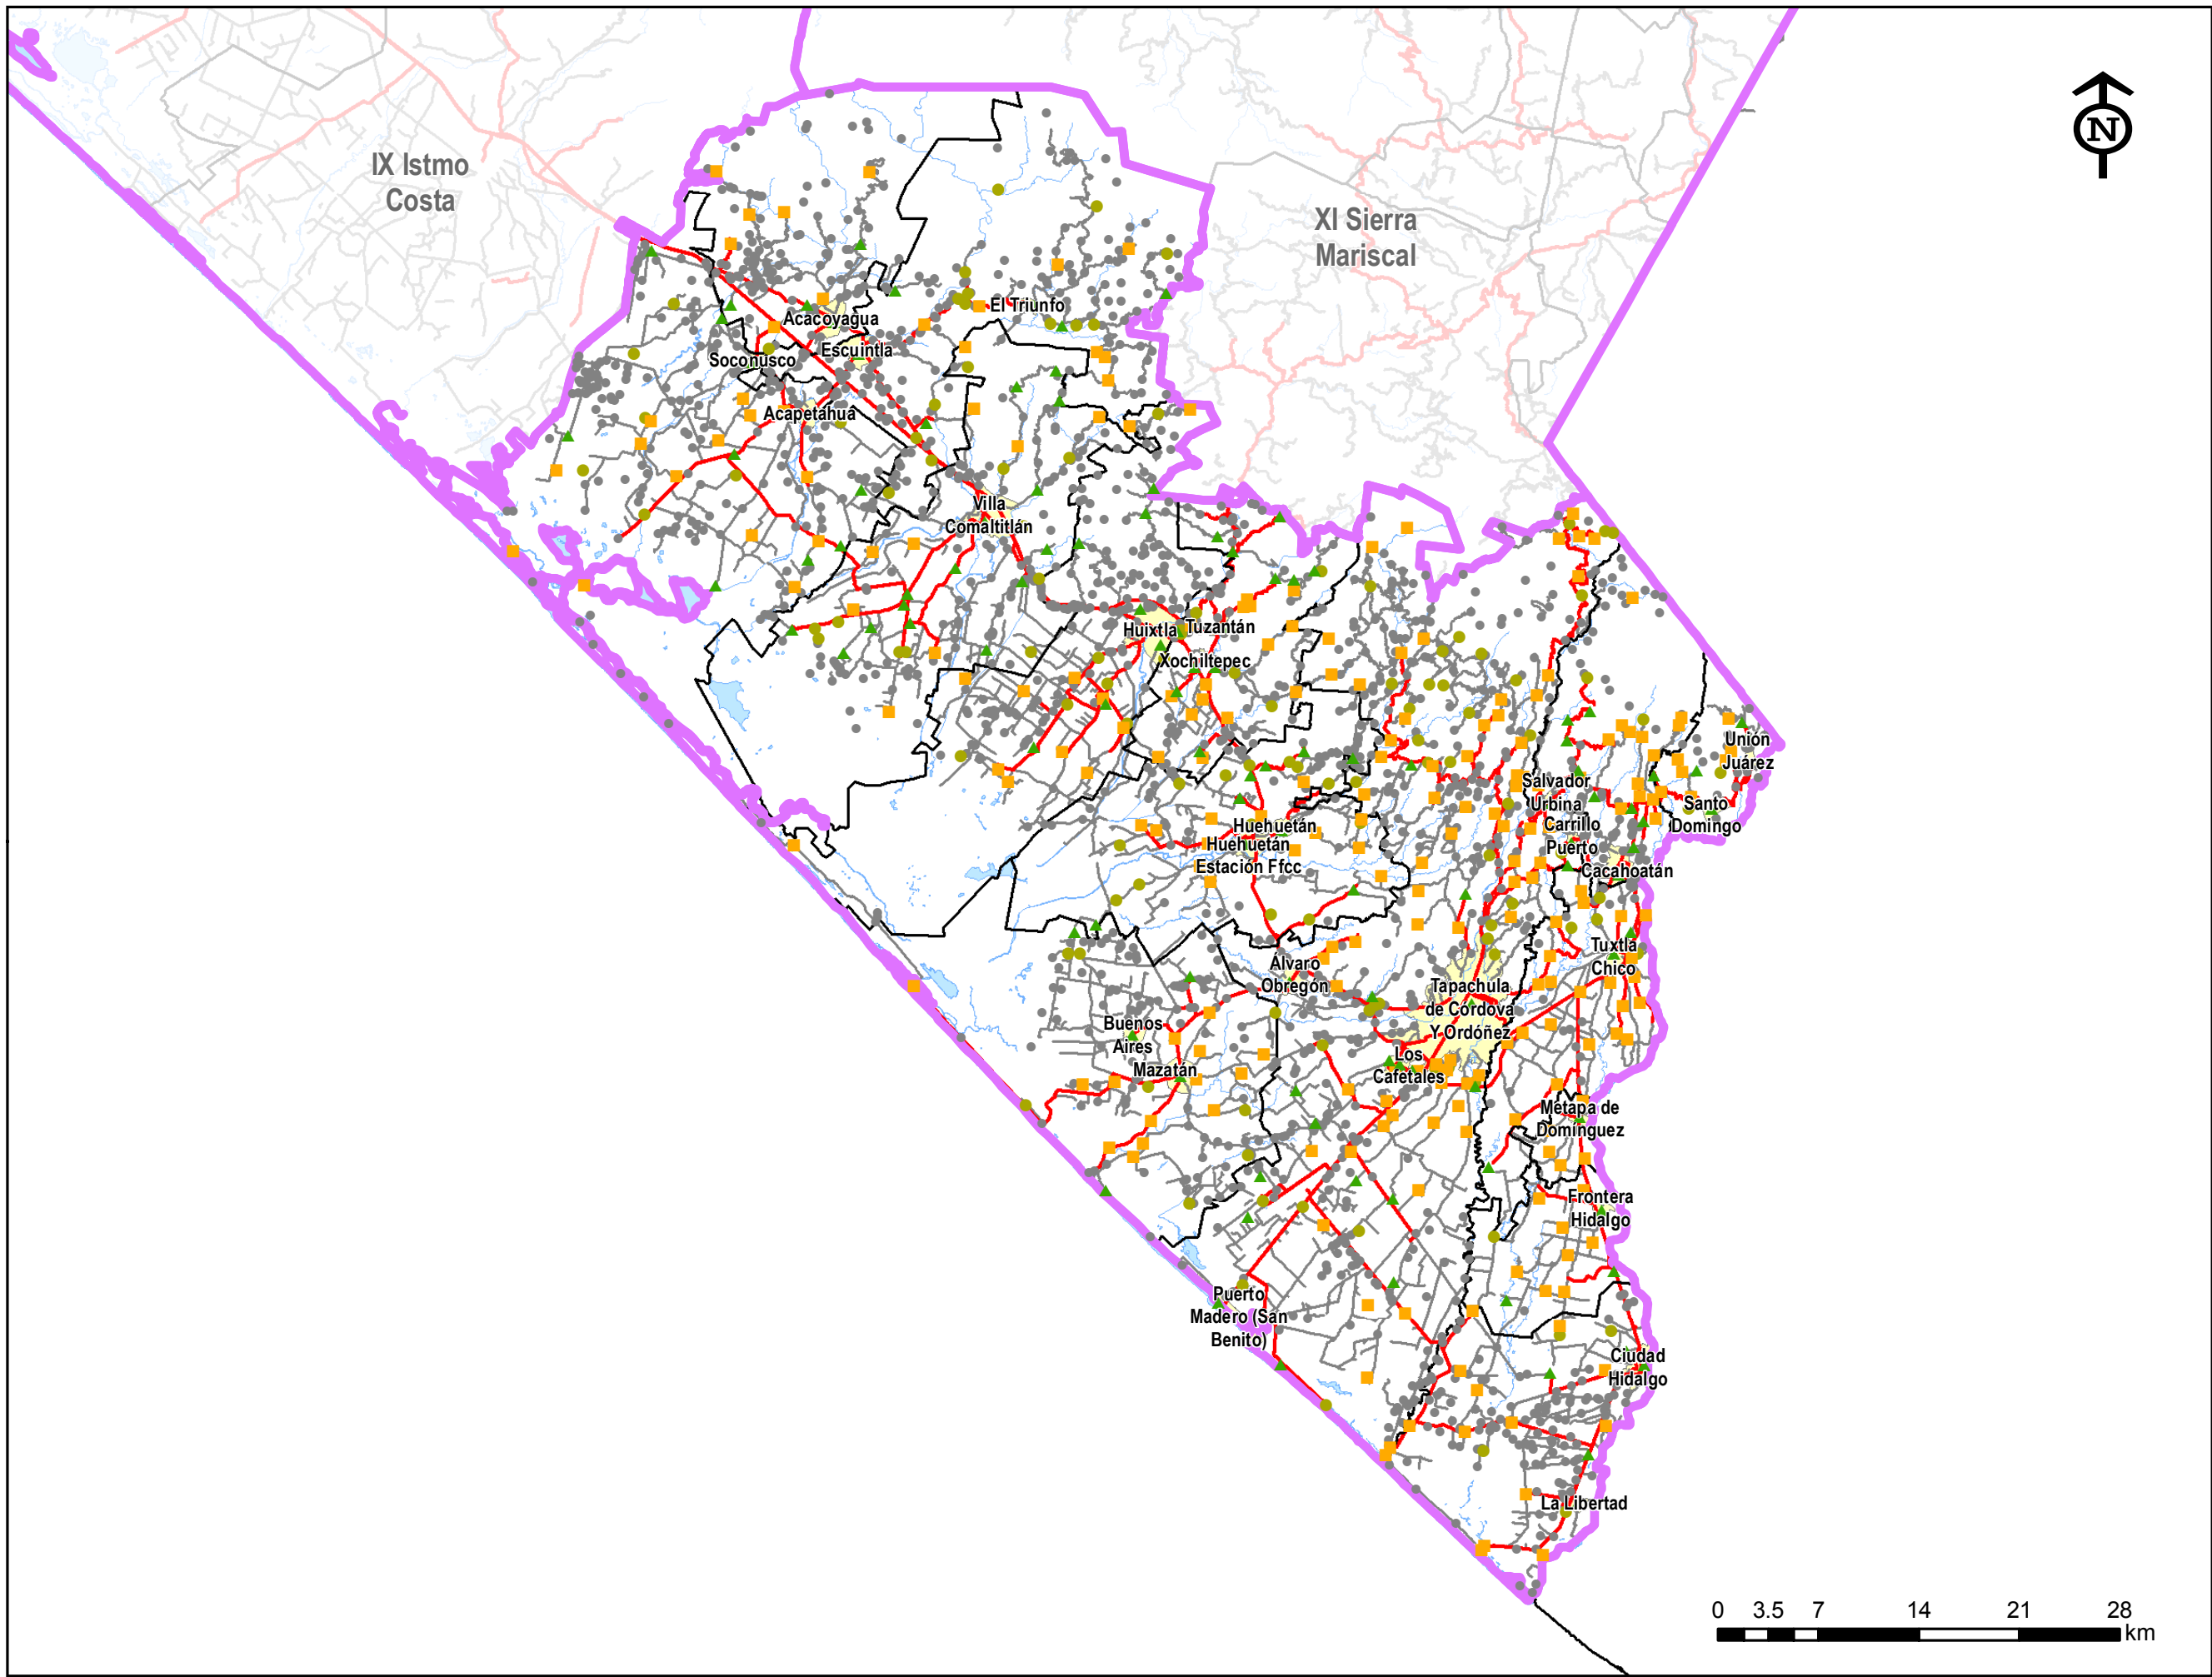 IX Istmo
Costa
XI Sierra
Mariscal
N
El Triunfo
Acacoyagua
Escuintla
Soconusco
Acapetahua
Villa
Comaltitlán
Huixtla
Tuzantán
Xochiltepec
Unión
Juárez
Salvador
Urbina
Santo
Domingo
Carrillo
Puerto
Huehuetán
Huehuetán
Estación Ffcc
Cacahoatán
Tuxtla
Chico
Álvaro
Obregón
Tapachula
de Córdova
Y Ordóñez
Buenos
Aires
Mazatán
Los
Cafetales
Metapa de
Domínguez
Frontera
Hidalgo
Puerto
Madero (San
Benito)
Ciudad
Hidalgo
La Libertad
0 3.5 7 14 21 28
km